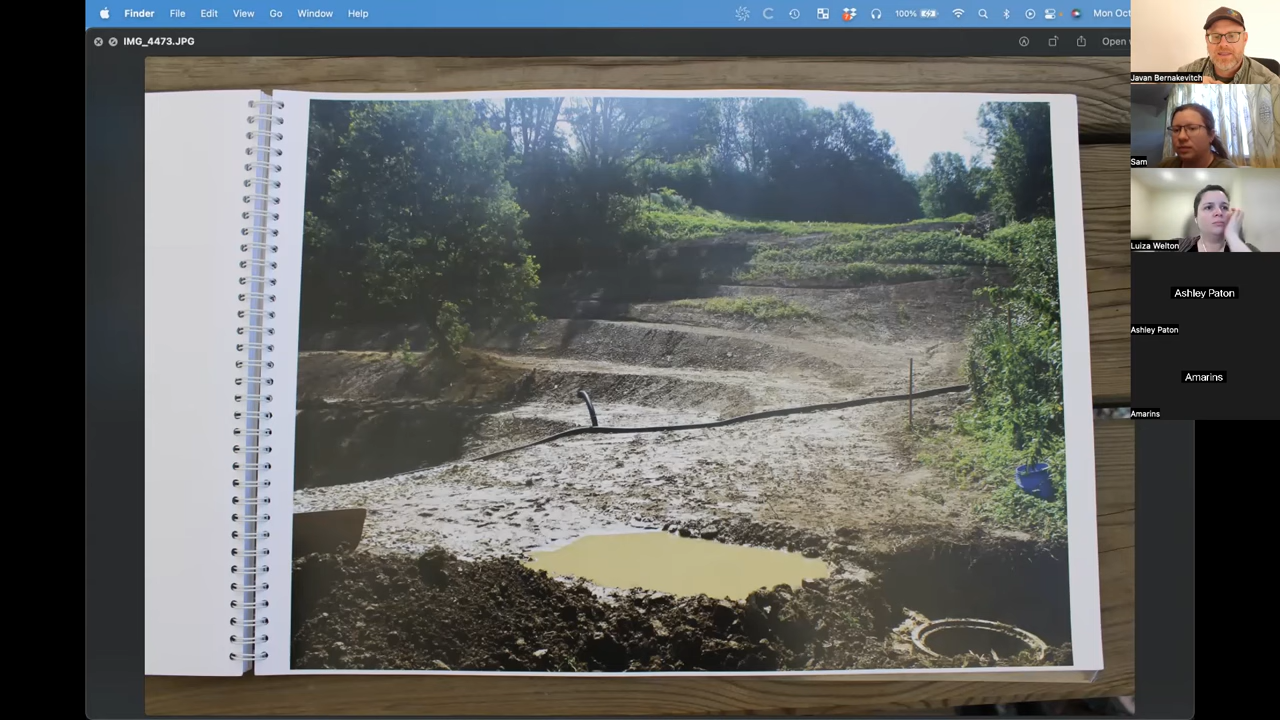 Finder File Edit View Go Window Help 100% Mon Oct
IMG_4473.JPG
Open
Javan Bernakevitch
Sam
Luiza Welton
Ashley Paton
Ashley Paton
Amarins
Amarins